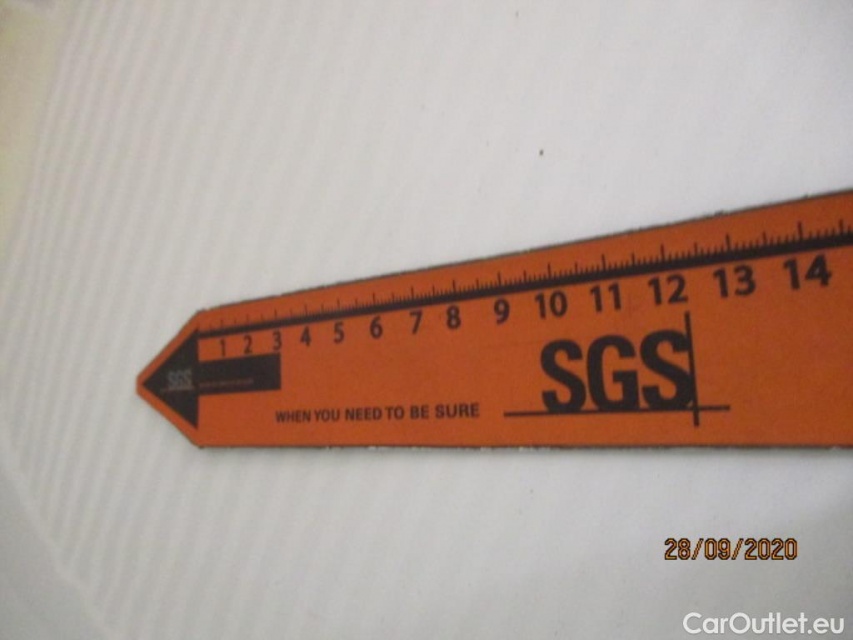 1 2 3 4 5 6 7 8 9 10 11 12 13 14
SGS
SGS
WHEN YOU NEED TO BE SURE
28/09/2020
CarOutlet.eu